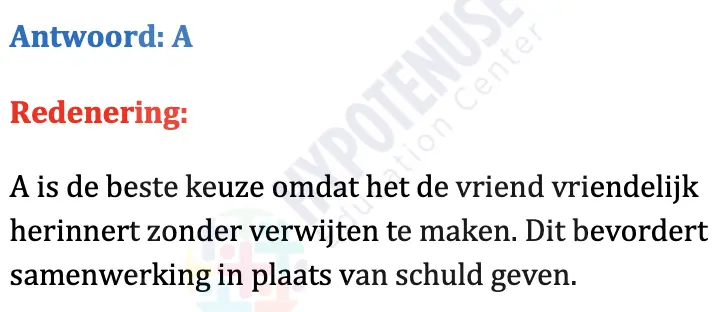 Antwoord: A
Redenering:
A is de beste keuze omdat het de vriend vriendelijk
herinnert zonder verwijten te maken. Dit bevordert
samenwerking in plaats van schuld geven.
HYPOTENUSE
Education Center